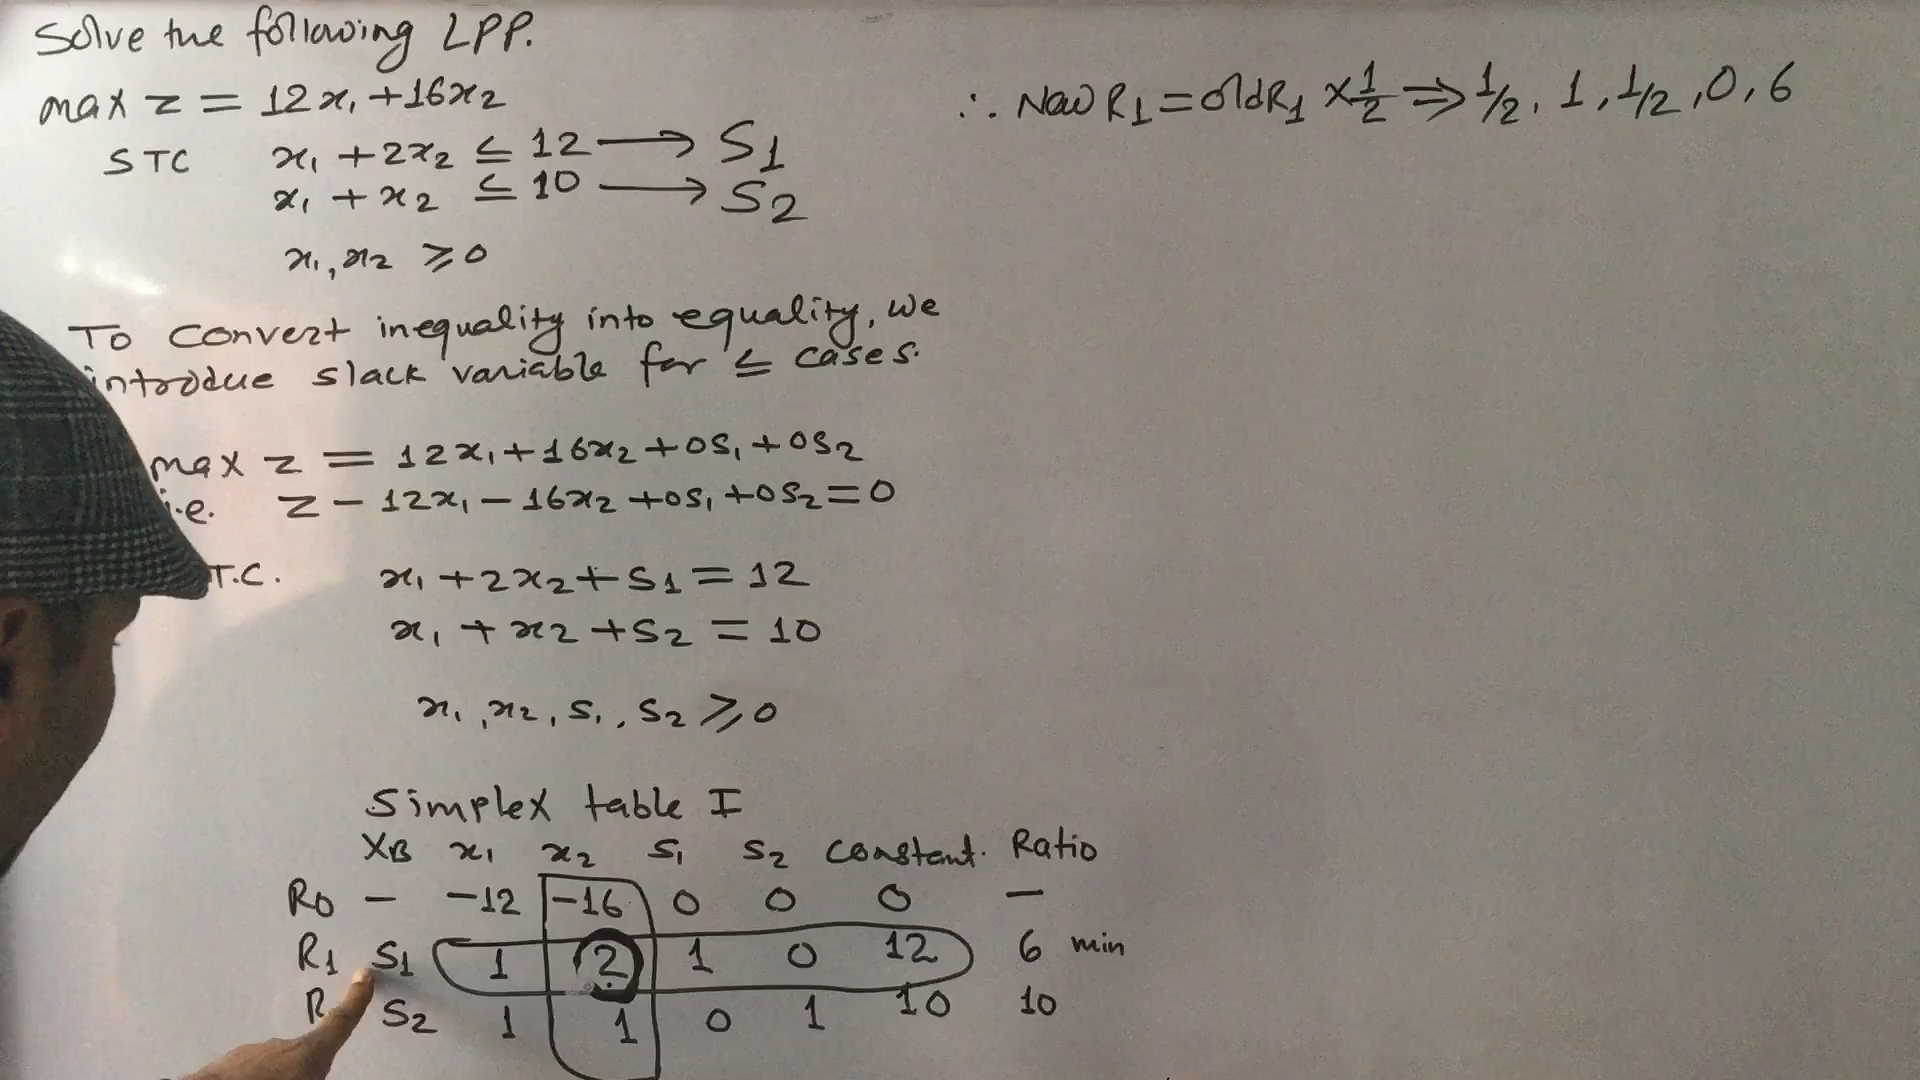 Solve the following LPP.
max z = 12x₁ + 16x₂
STC x₁ + 2x₂ ≤ 12 → S1
x₁ + x₂ ≤ 10 → S2
x₁, x₂ ≥ 0
To convert inequality into equality, we
introdue slack variable for ≤ cases.
max z = 12x₁ + 16x₂ + 0S₁ + 0S₂
i.e. z - 12x₁ - 16x₂ + 0S₁ + 0S₂ = 0
T.C. x₁ + 2x₂ + S1 = 12
x₁ + x₂ + S₂ = 10
x₁, x₂, S₁, S₂ ≥ 0
Simplex table I
XB x₁ x₂ S₁ S₂ constant. Ratio
R0 — -12 -16 0 0 0 —
R1 S1 1 2 1 0 12 6 min
R S2 1 1 0 1 10 10
∴ New R1 = old R1 × 1/2 ⇒ 1/2, 1, 1/2, 0, 6